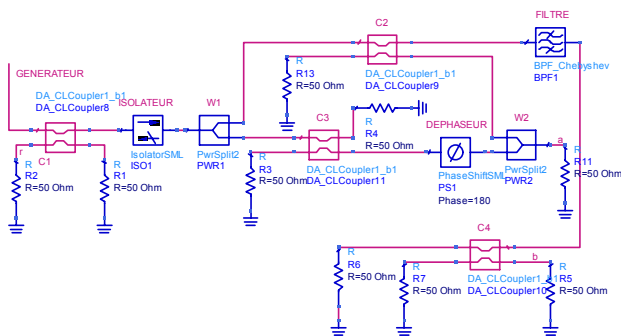 C2
FILTRE
GENERATEUR
R
R13
R=50 Ohm
DA_CLCoupler1_b1
DA_CLCoupler9
BPF_Chebyshev
BPF1
DA_CLCoupler1_b1
DA_CLCoupler8
ISOLATEUR
W1
C3
R
R4
R=50 Ohm
DEPHASEUR
W2
a
r
C1
R
R2
R=50 Ohm
R
R1
R=50 Ohm
IsolatorSML
ISO1
PwrSplit2
PWR1
R
R3
R=50 Ohm
DA_CLCoupler1_b1
DA_CLCoupler11
PhaseShiftSML
PS1
Phase=180
PwrSplit2
PWR2
R
R11
R=50 Ohm
C4
R
R6
R=50 Ohm
R
R7
R=50 Ohm
DA_CLCoupler1_b1
DA_CLCoupler10
b
R
R5
R=50 Ohm